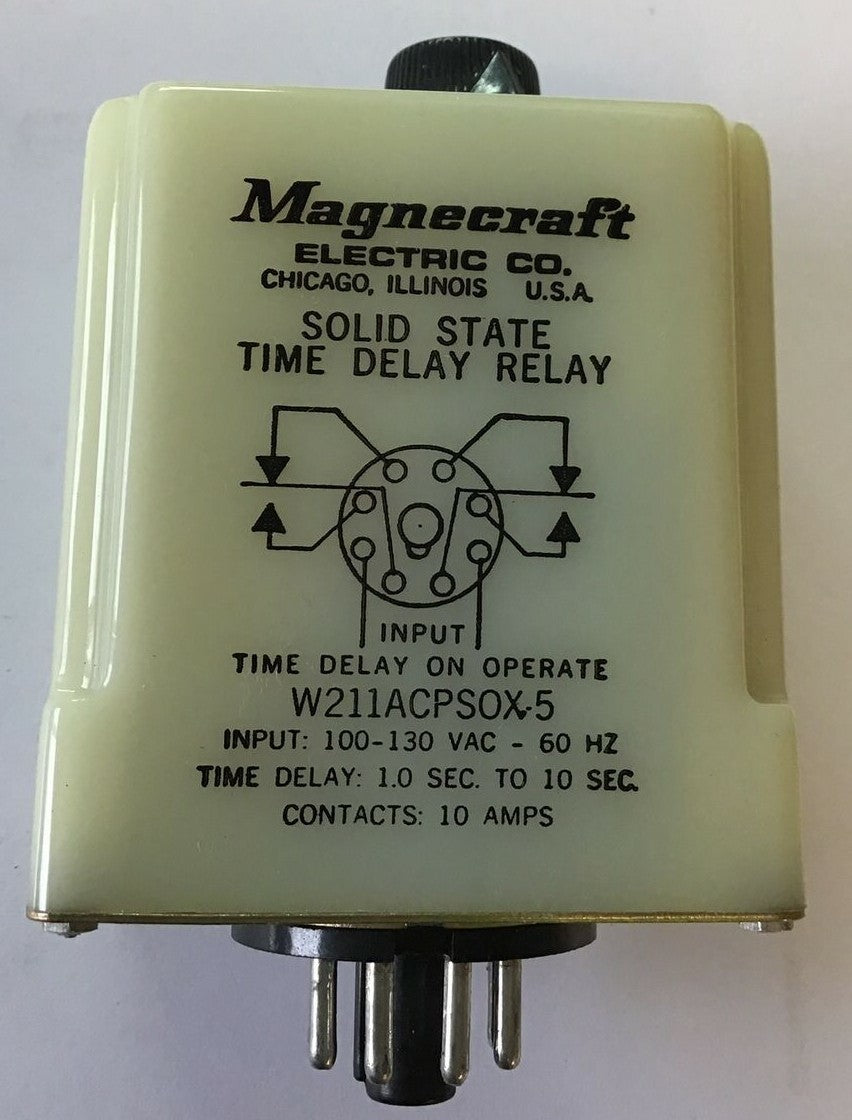 Magnecraft
ELECTRIC CO.
CHICAGO, ILLINOIS U.S.A.
SOLID STATE
TIME DELAY RELAY
INPUT
TIME DELAY ON OPERATE
W211ACPSOX-5
INPUT: 100-130 VAC - 60 HZ
TIME DELAY: 1.0 SEC. TO 10 SEC.
CONTACTS: 10 AMPS